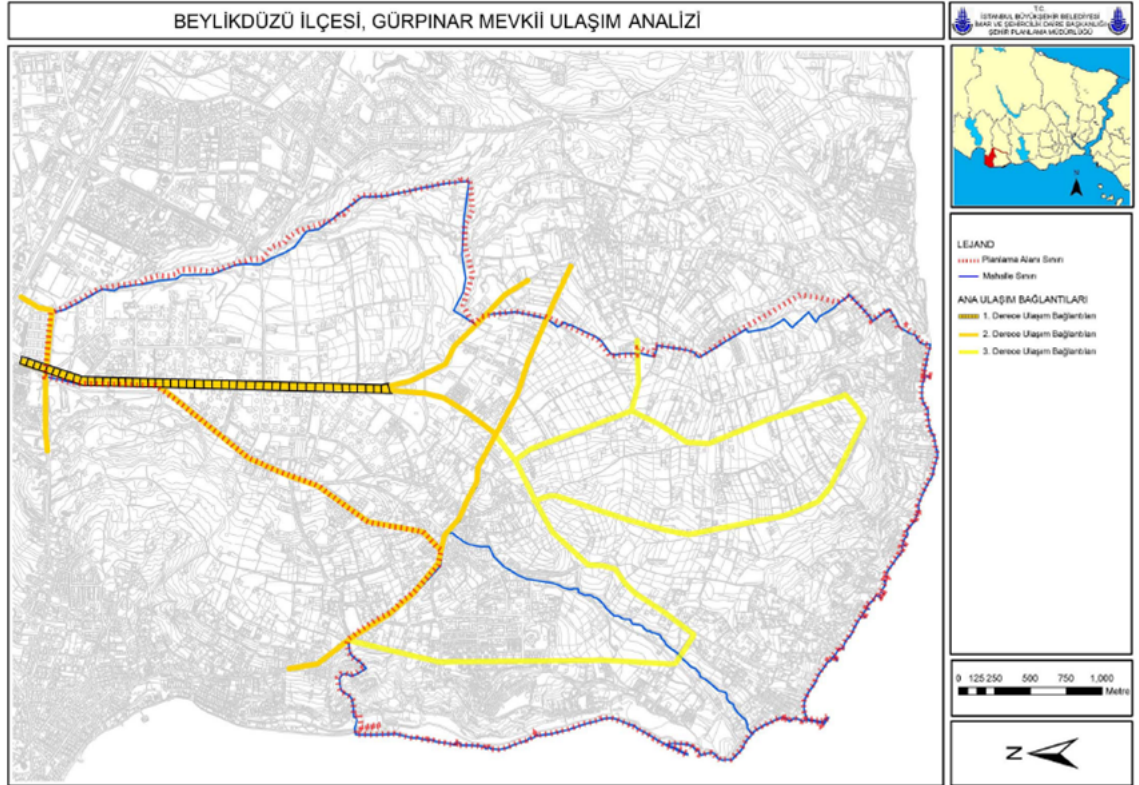 BEYLİKDÜZÜ İLÇESİ, GÜRPINAR MEVKİİ ULAŞIM ANALİZİ
T.C.
İSTANBUL BÜYÜKŞEHİR BELEDİYESİ
İMAR VE ŞEHİRCİLİK DAİRE BAŞKANLIĞI
ŞEHİR PLANLAMA MÜDÜRLÜĞÜ
N
LEJAND
Planlama Alanı Sınırı
Mahalle Sınırı
ANA ULAŞIM BAĞLANTILARI
1. Derece Ulaşım Bağlantıları
2. Derece Ulaşım Bağlantıları
3. Derece Ulaşım Bağlantıları
0 125 250 500 750 1,000
Metre
N